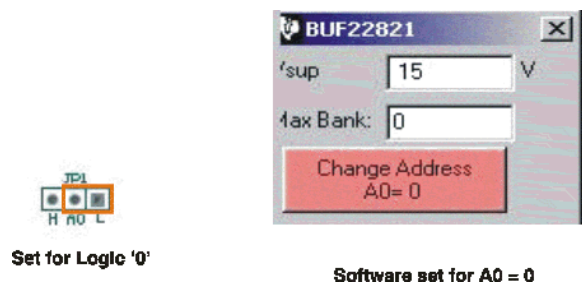 BUF22821
Vsup 15 V
Max Bank: 0
Change Address
A0= 0
JP1
H A0 L
Set for Logic '0'
Software set for A0 = 0